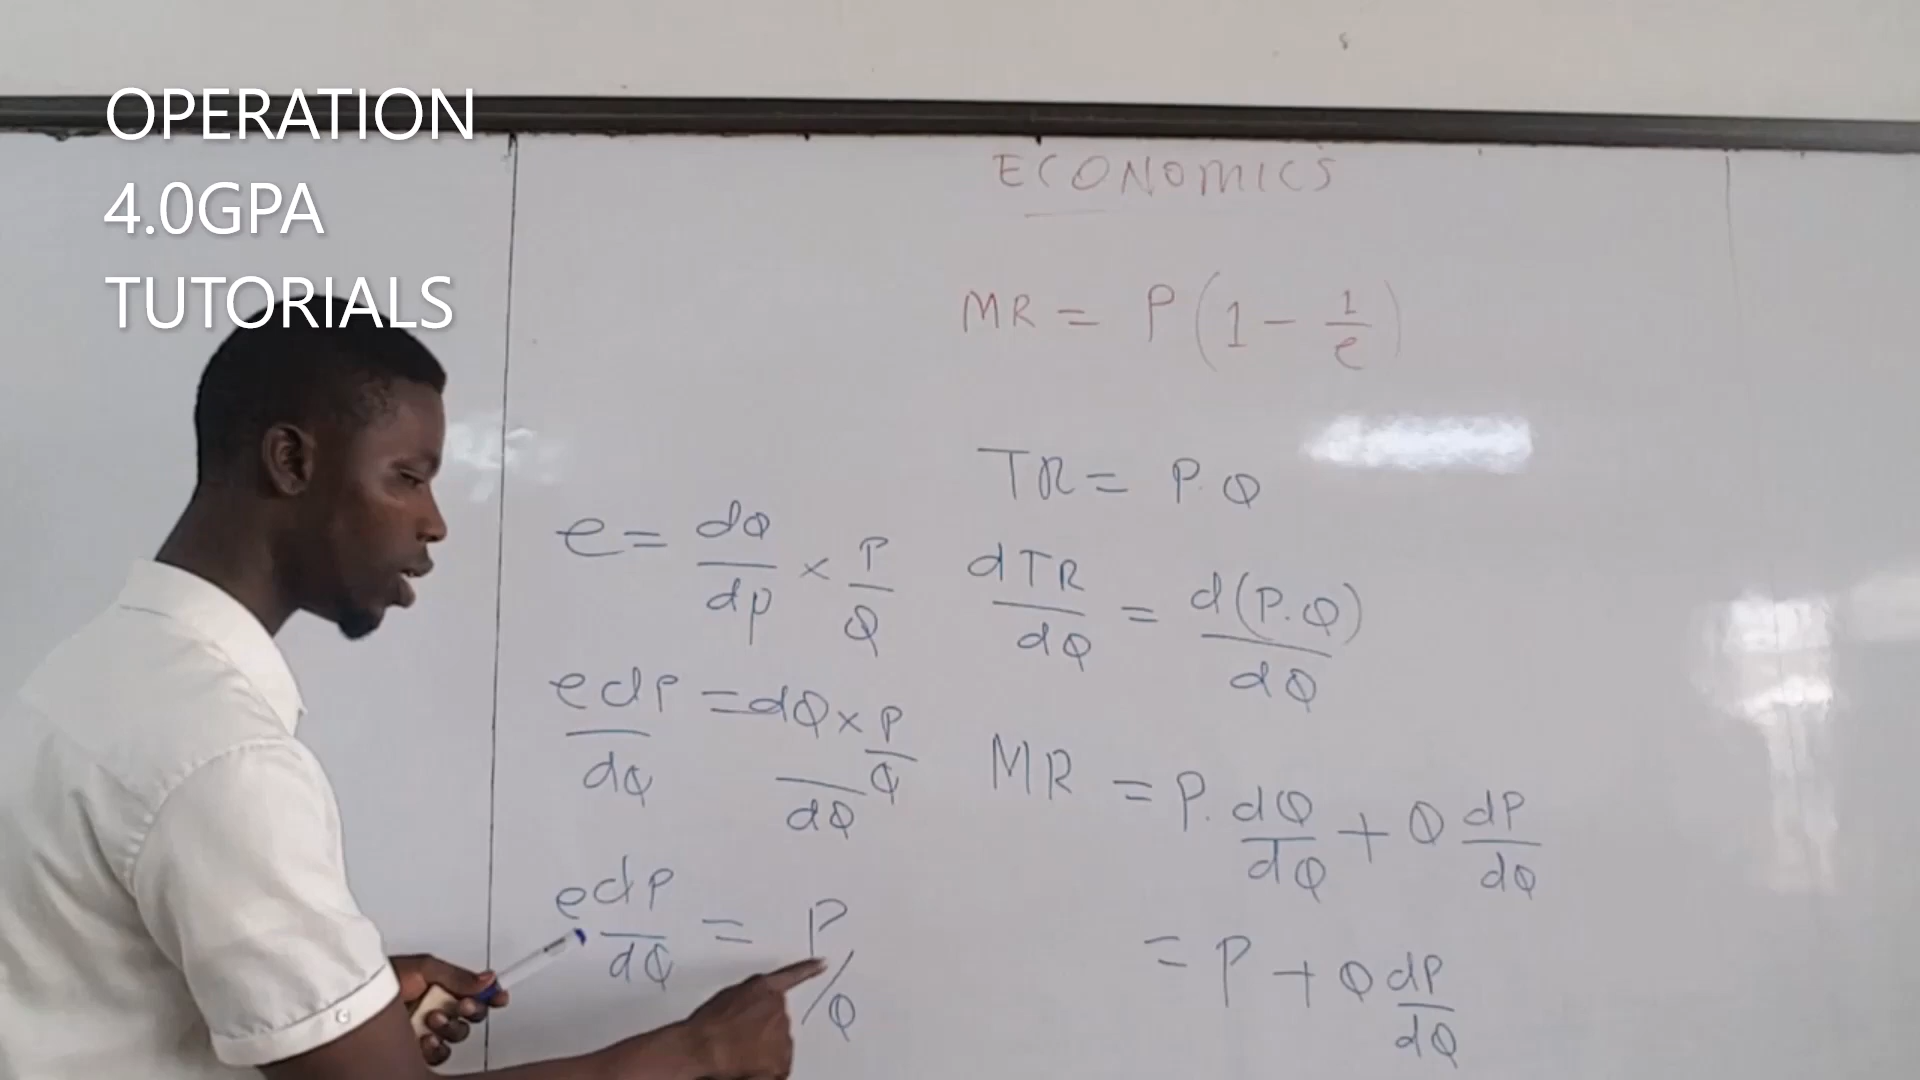 OPERATION
4.0GPA
TUTORIALS
ECONOMICS
MR = P(1 - 1/e)
TR = P.Q
e = dQ/dp × P/Q
dTR/dQ = d(P.Q)/dQ
edP/dQ = dQ × P/Q / dQ
MR = P.dQ/dQ + Q dP/dQ
edP/dQ = P/Q
= P + Q dP/dQ